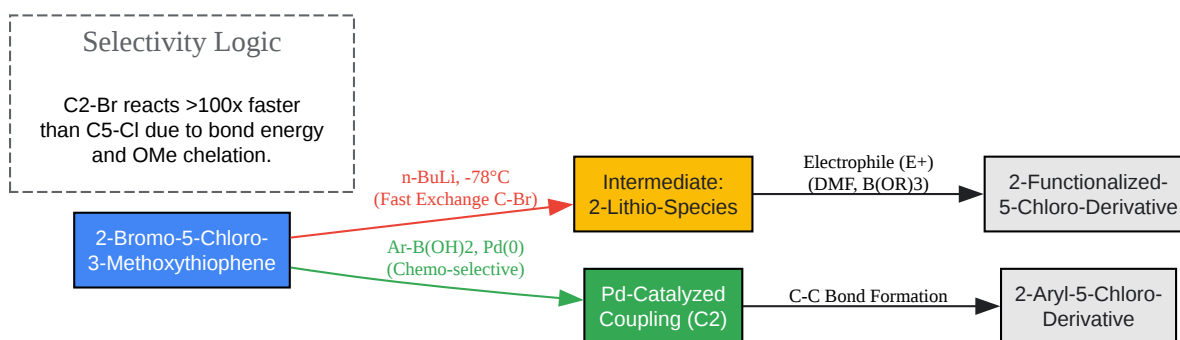 Selectivity Logic
C2-Br reacts >100x faster
than C5-Cl due to bond energy
and OMe chelation.
n-BuLi, -78°C
(Fast Exchange C-Br)
Intermediate:
2-Lithio-Species
Electrophile (E+)
(DMF, B(OR)3)
2-Functionalized-
5-Chloro-Derivative
2-Bromo-5-Chloro-
3-Methoxythiophene
Ar-B(OH)2, Pd(0)
(Chemo-selective)
Pd-Catalyzed
Coupling (C2)
C-C Bond Formation
2-Aryl-5-Chloro-
Derivative